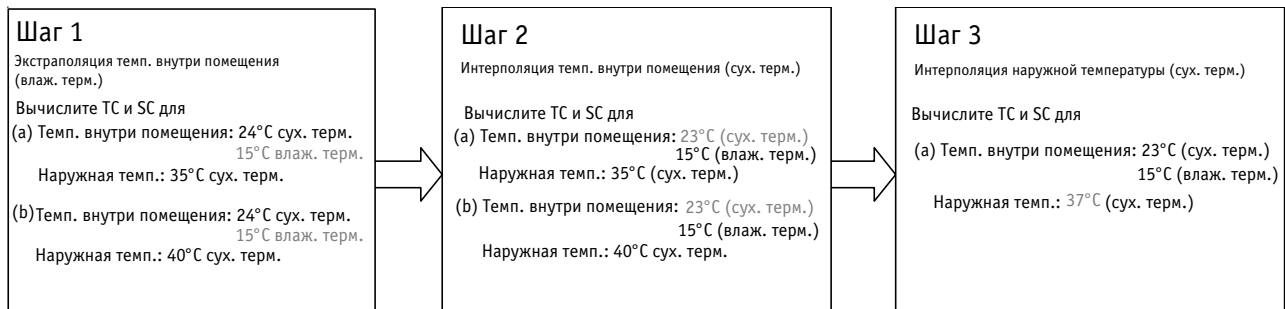 Шаг 1
Экстраполяция темп. внутри помещения
(влаж. терм.)
Вычислите TC и SC для
(a) Темп. внутри помещения: 24°C сух. терм.
15°C влаж. терм.
Наружная темп.: 35°C сух. терм.
(b) Темп. внутри помещения: 24°C сух. терм.
15°C влаж. терм.
Наружная темп.: 40°C сух. терм.
Шаг 2
Интерполяция темп. внутри помещения (сух. терм.)
Вычислите TC и SC для
(a) Темп. внутри помещения: 23°C (сух. терм.)
15°C (влаж. терм.)
Наружная темп.: 35°C (сух. терм.)
(b) Темп. внутри помещения: 23°C (сух. терм.)
15°C (влаж. терм.)
Наружная темп.: 40°C сух. терм.
Шаг 3
Интерполяция наружной температуры (сух. терм.)
Вычислите TC и SC для
(a) Темп. внутри помещения: 23°C (сух. терм.)
15°C (влаж. терм.)
Наружная темп.: 37°C (сух. терм.)